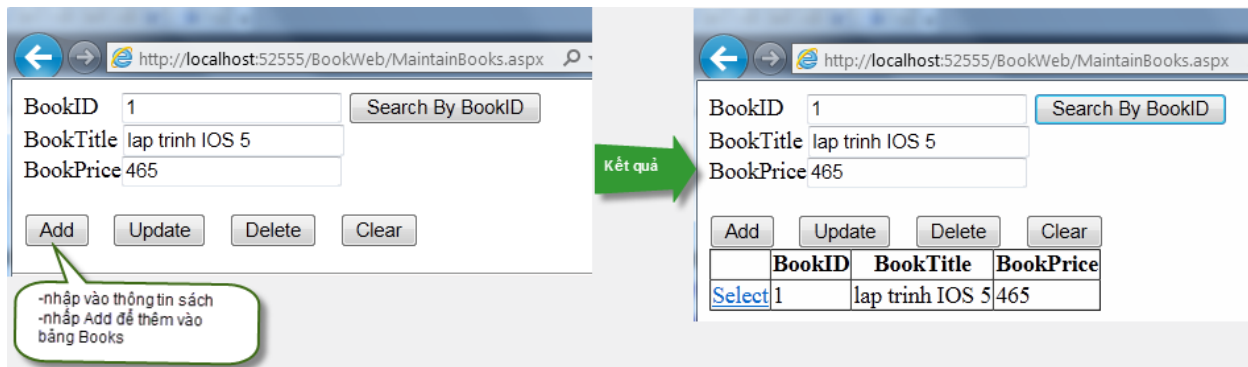 http://localhost:52555/BookWeb/MaintainBooks.aspx
BookID 1 Search By BookID
BookTitle lap trinh IOS 5
BookPrice 465
Add Update Delete Clear
-nhập vào thông tin sách
-nhấp Add để thêm vào
bảng Books
Kết quả
http://localhost:52555/BookWeb/MaintainBooks.aspx
BookID 1 Search By BookID
BookTitle lap trinh IOS 5
BookPrice 465
Add Update Delete Clear
BookID BookTitle BookPrice
Select 1 lap trinh IOS 5 465